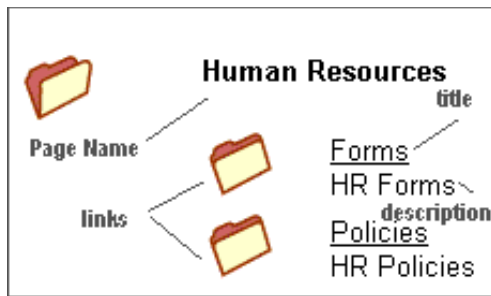 Human Resources
title
Page Name
Forms
HR Forms
links
description
Policies
HR Policies